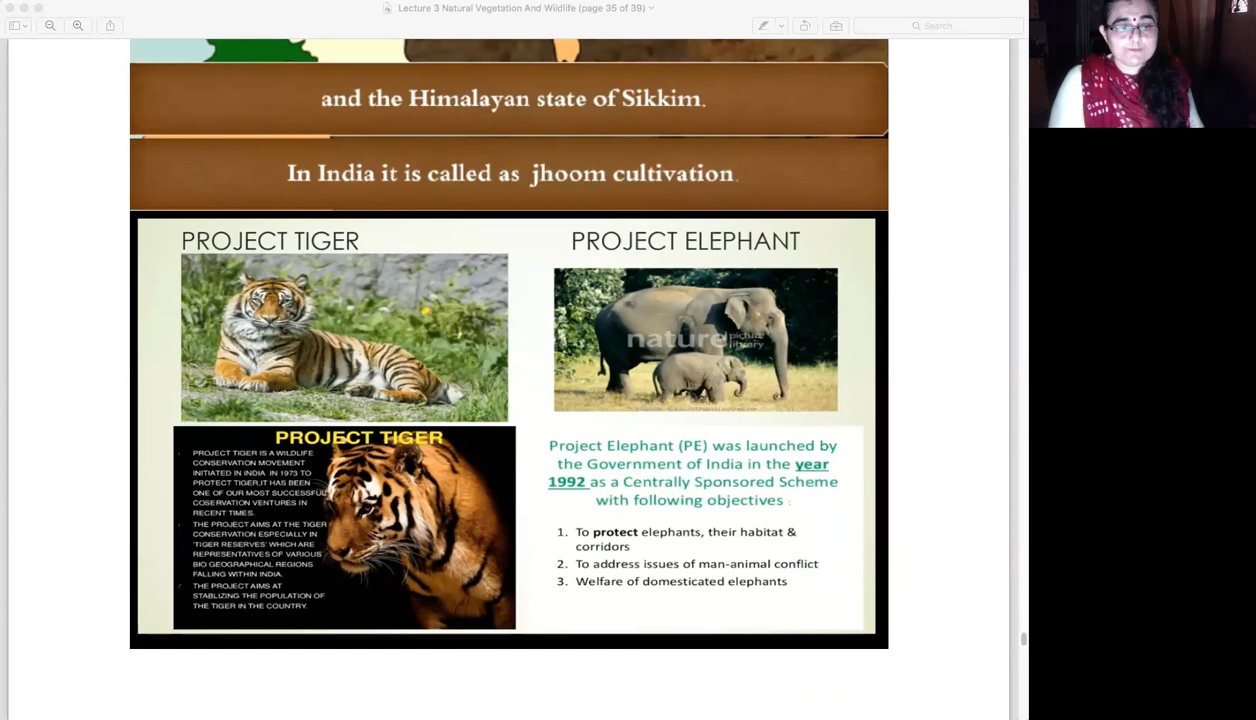 Lecture 3 Natural Vegetation And Wildlife (page 35 of 39)
Search
and the Himalayan state of Sikkim.
In India it is called as jhoom cultivation.
PROJECT TIGER
PROJECT ELEPHANT
nature picture library
PROJECT TIGER
PROJECT TIGER IS A WILDLIFE
CONSERVATION MOVEMENT
INITIATED IN INDIA IN 1973 TO
PROTECT TIGER,IT HAS BEEN
ONE OF OUR MOST SUCCESSFUL
COSERVATION VENTURES IN
RECENT TIMES.
THE PROJECT AIMS AT THE TIGER
CONSERVATION ESPECIALLY IN
'TIGER RESERVES' WHICH ARE
REPRESENTATIVES OF VARIOUS
BIO GEOGRAPHICAL REGIONS
FALLING WITHIN INDIA.
THE PROJECT AIMS AT
STABLIZING THE POPULATION OF
THE TIGER IN THE COUNTRY.
Project Elephant (PE) was launched by
the Government of India in the year
1992 as a Centrally Sponsored Scheme
with following objectives :
1. To protect elephants, their habitat &
corridors
2. To address issues of man-animal conflict
3. Welfare of domesticated elephants